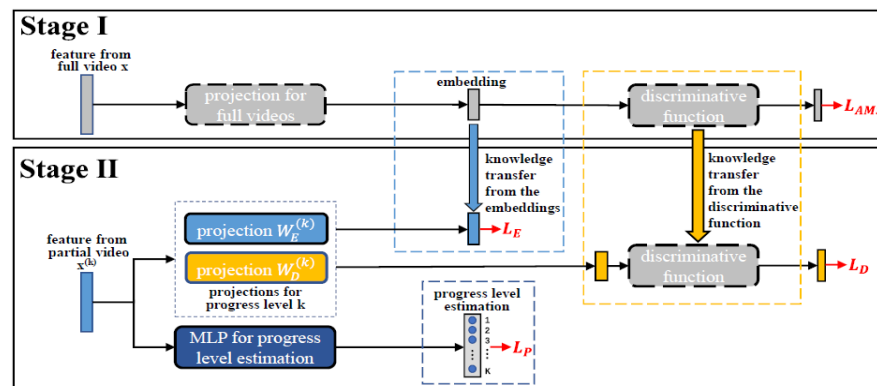 Stage I
feature from
full video x
projection for
full videos
embedding
discriminative
function
Stage II
knowledge
transfer
from the
embeddings
knowledge
transfer
from the
discriminative
function
feature from
partial video
x(k)
projection W_E^(k)
L_E
projection W_D^(k)
projections for
progress level k
discriminative
function
L_D
progress level
estimation
MLP for progress
level estimation
1
2
3
⋮
K
L_P